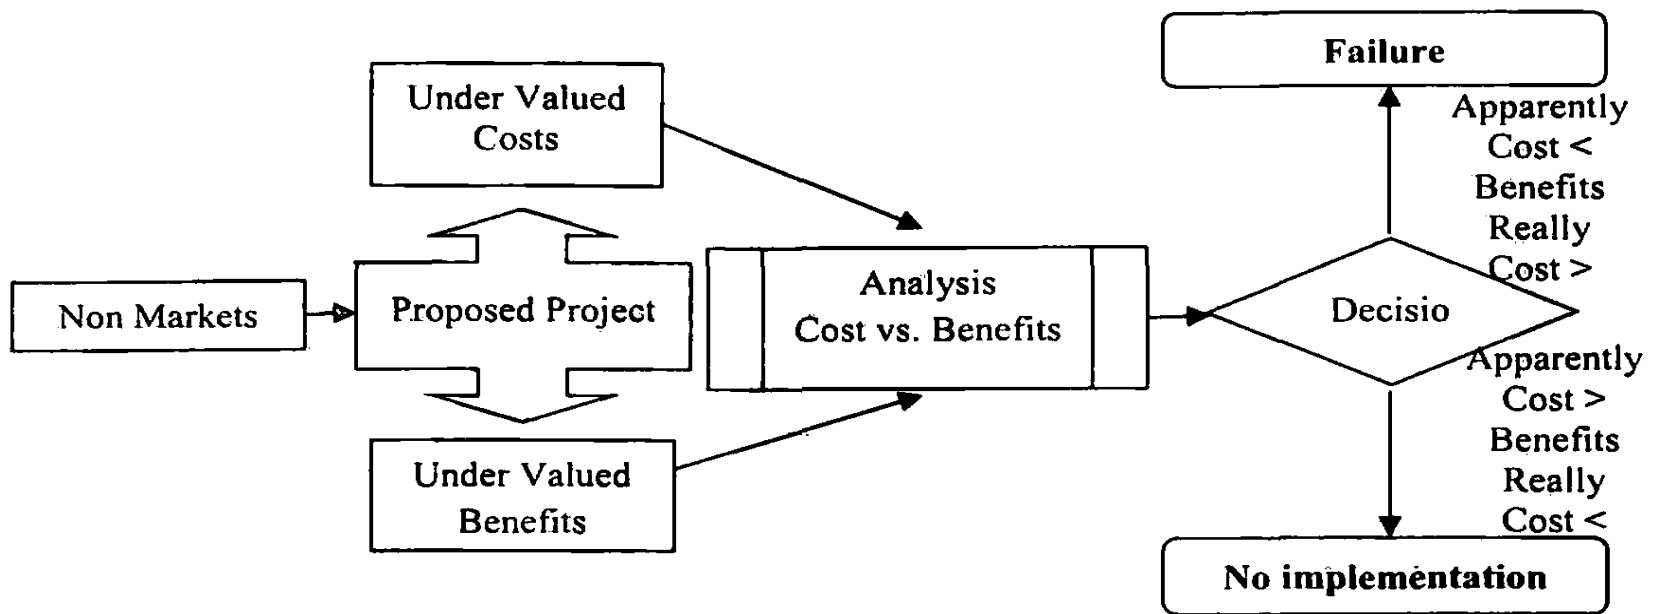 Non Markets
Under Valued
Costs
Proposed Project
Under Valued
Benefits
Analysis
Cost vs. Benefits
Decisio
Failure
Apparently
Cost <
Benefits
Really
Cost >
Apparently
Cost >
Benefits
Really
Cost <
No implementation